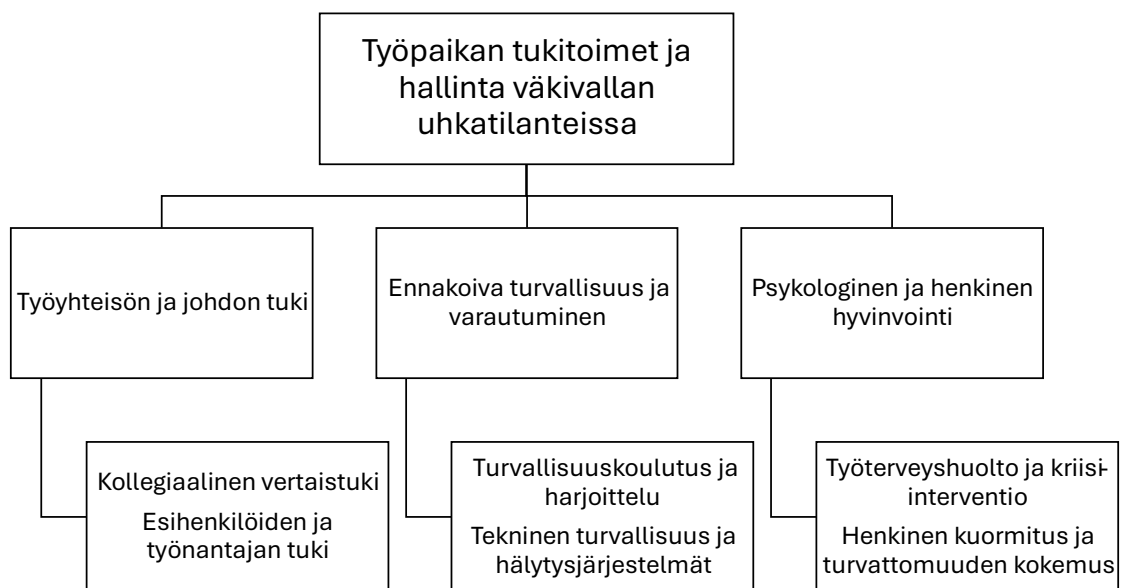 Työpaikan tukitoimet ja
hallinta väkivallan
uhkatilanteissa
Työyhteisön ja johdon tuki
Ennakoiva turvallisuus ja
varautuminen
Psykologinen ja henkinen
hyvinvointi
Kollegiaalinen vertaistuki
Esihenkilöiden ja
työnantajan tuki
Turvallisuuskoulutus ja
harjoittelu
Tekninen turvallisuus ja
hälytysjärjestelmät
Työterveyshuolto ja kriisi-
interventio
Henkinen kuormitus ja
turvattomuuden kokemus